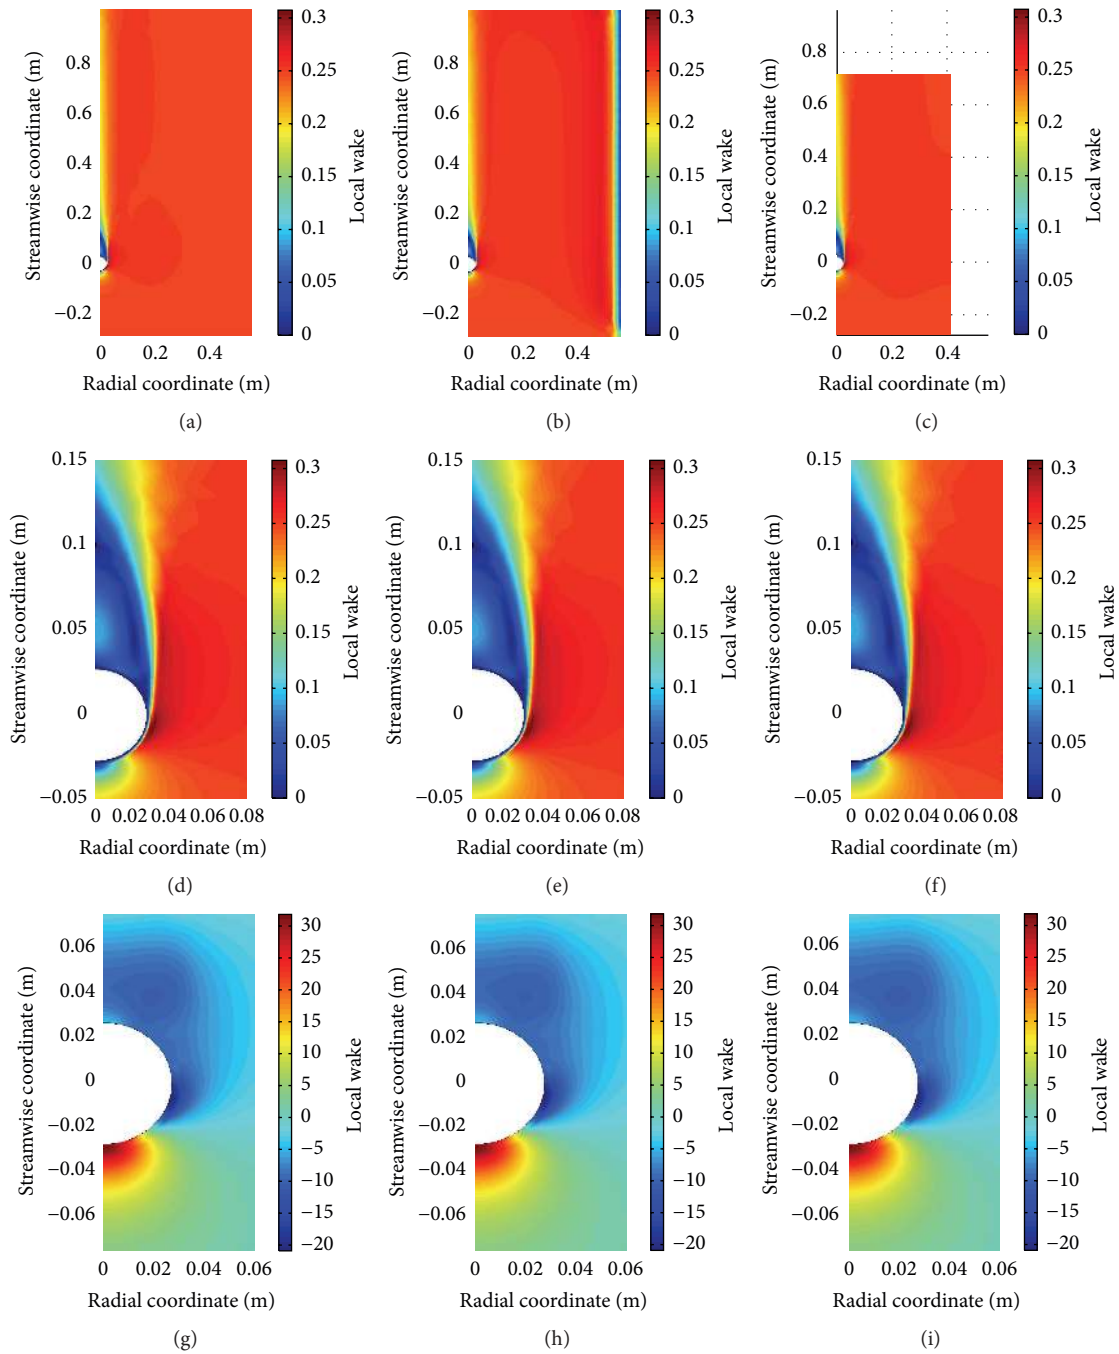 0.8
0.6
0.4
0.2
0
−0.2
Streamwise coordinate (m)
0 0.2 0.4
Radial coordinate (m)
0.3
0.25
0.2
0.15
0.1
0.05
0
Local wake
(a)
0.8
0.6
0.4
0.2
0
−0.2
Streamwise coordinate (m)
0 0.2 0.4
Radial coordinate (m)
0.3
0.25
0.2
0.15
0.1
0.05
0
Local wake
(b)
0.8
0.6
0.4
0.2
0
−0.2
Streamwise coordinate (m)
0 0.2 0.4
Radial coordinate (m)
0.3
0.25
0.2
0.15
0.1
0.05
0
Local wake
(c)
0.15
0.1
0.05
0
−0.05
Streamwise coordinate (m)
0 0.02 0.04 0.06 0.08
Radial coordinate (m)
0.3
0.25
0.2
0.15
0.1
0.05
0
Local wake
(d)
0.15
0.1
0.05
0
−0.05
Streamwise coordinate (m)
0 0.02 0.04 0.06 0.08
Radial coordinate (m)
0.3
0.25
0.2
0.15
0.1
0.05
0
Local wake
(e)
0.15
0.1
0.05
0
−0.05
Streamwise coordinate (m)
0 0.02 0.04 0.06 0.08
Radial coordinate (m)
0.3
0.25
0.2
0.15
0.1
0.05
0
Local wake
(f)
0.06
0.04
0.02
0
−0.02
−0.04
−0.06
Streamwise coordinate (m)
0 0.02 0.04 0.06
Radial coordinate (m)
30
25
20
15
10
5
0
−5
−10
−15
−20
Local wake
(g)
0.06
0.04
0.02
0
−0.02
−0.04
−0.06
Streamwise coordinate (m)
0 0.02 0.04 0.06
Radial coordinate (m)
30
25
20
15
10
5
0
−5
−10
−15
−20
Local wake
(h)
0.06
0.04
0.02
0
−0.02
−0.04
−0.06
Streamwise coordinate (m)
0 0.02 0.04 0.06
Radial coordinate (m)
30
25
20
15
10
5
0
−5
−10
−15
−20
Local wake
(i)